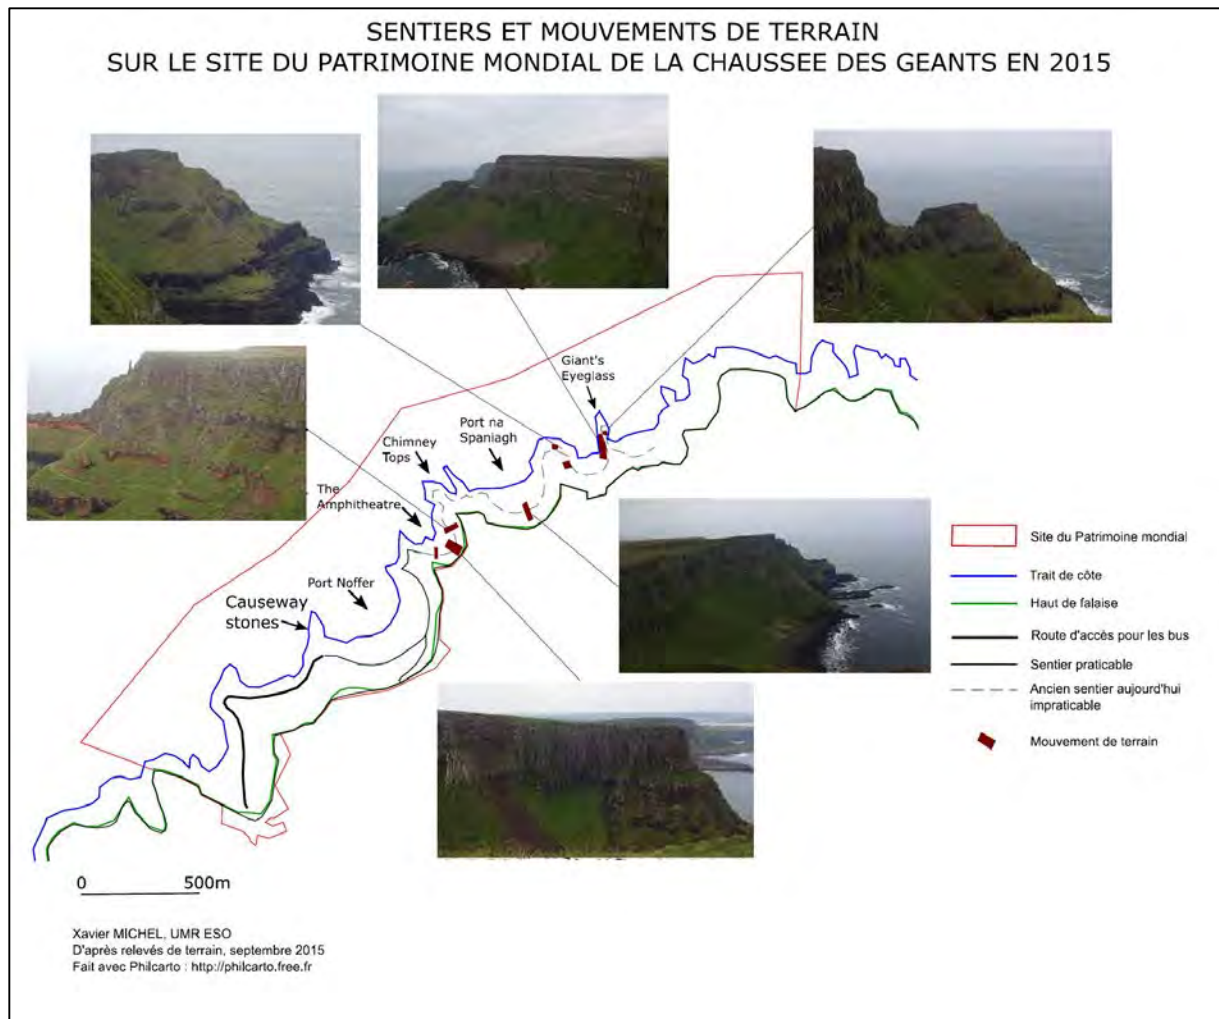 SENTIERS ET MOUVEMENTS DE TERRAIN
SUR LE SITE DU PATRIMOINE MONDIAL DE LA CHAUSSEE DES GEANTS EN 2015
Giant's
Eyeglass
Port na
Spaniagh
Chimney
Tops
The
Amphitheatre
Port Noffer
Causeway
stones
Site du Patrimoine mondial
Trait de côte
Haut de falaise
Route d'accès pour les bus
Sentier praticable
Ancien sentier aujourd'hui
impraticable
Mouvement de terrain
0 500m
Xavier MICHEL, UMR ESO
D'après relevés de terrain, septembre 2015
Fait avec Philcarto : http://philcarto.free.fr